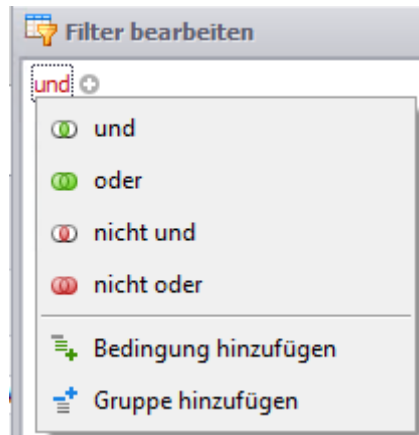 Filter bearbeiten
und
und
oder
nicht und
nicht oder
Bedingung hinzufügen
Gruppe hinzufügen